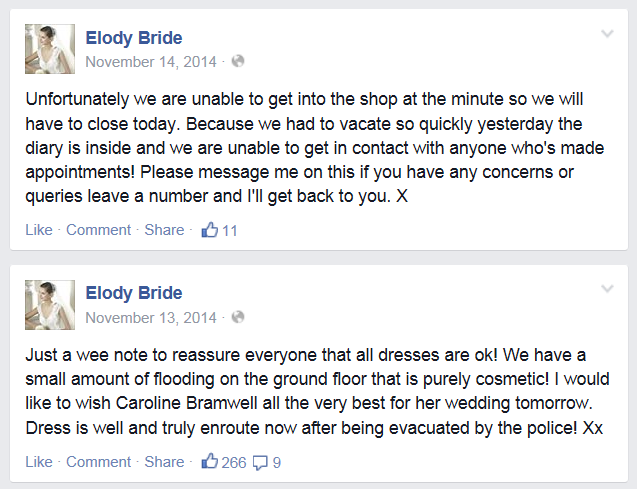 Elody Bride
November 14, 2014 ·
Unfortunately we are unable to get into the shop at the minute so we will
have to close today. Because we had to vacate so quickly yesterday the
diary is inside and we are unable to get in contact with anyone who's made
appointments! Please message me on this if you have any concerns or
queries leave a number and I'll get back to you. X
Like · Comment · Share · 11
Elody Bride
November 13, 2014 ·
Just a wee note to reassure everyone that all dresses are ok! We have a
small amount of flooding on the ground floor that is purely cosmetic! I would
like to wish Caroline Bramwell all the very best for her wedding tomorrow.
Dress is well and truly enroute now after being evacuated by the police! Xx
Like · Comment · Share · 266 9